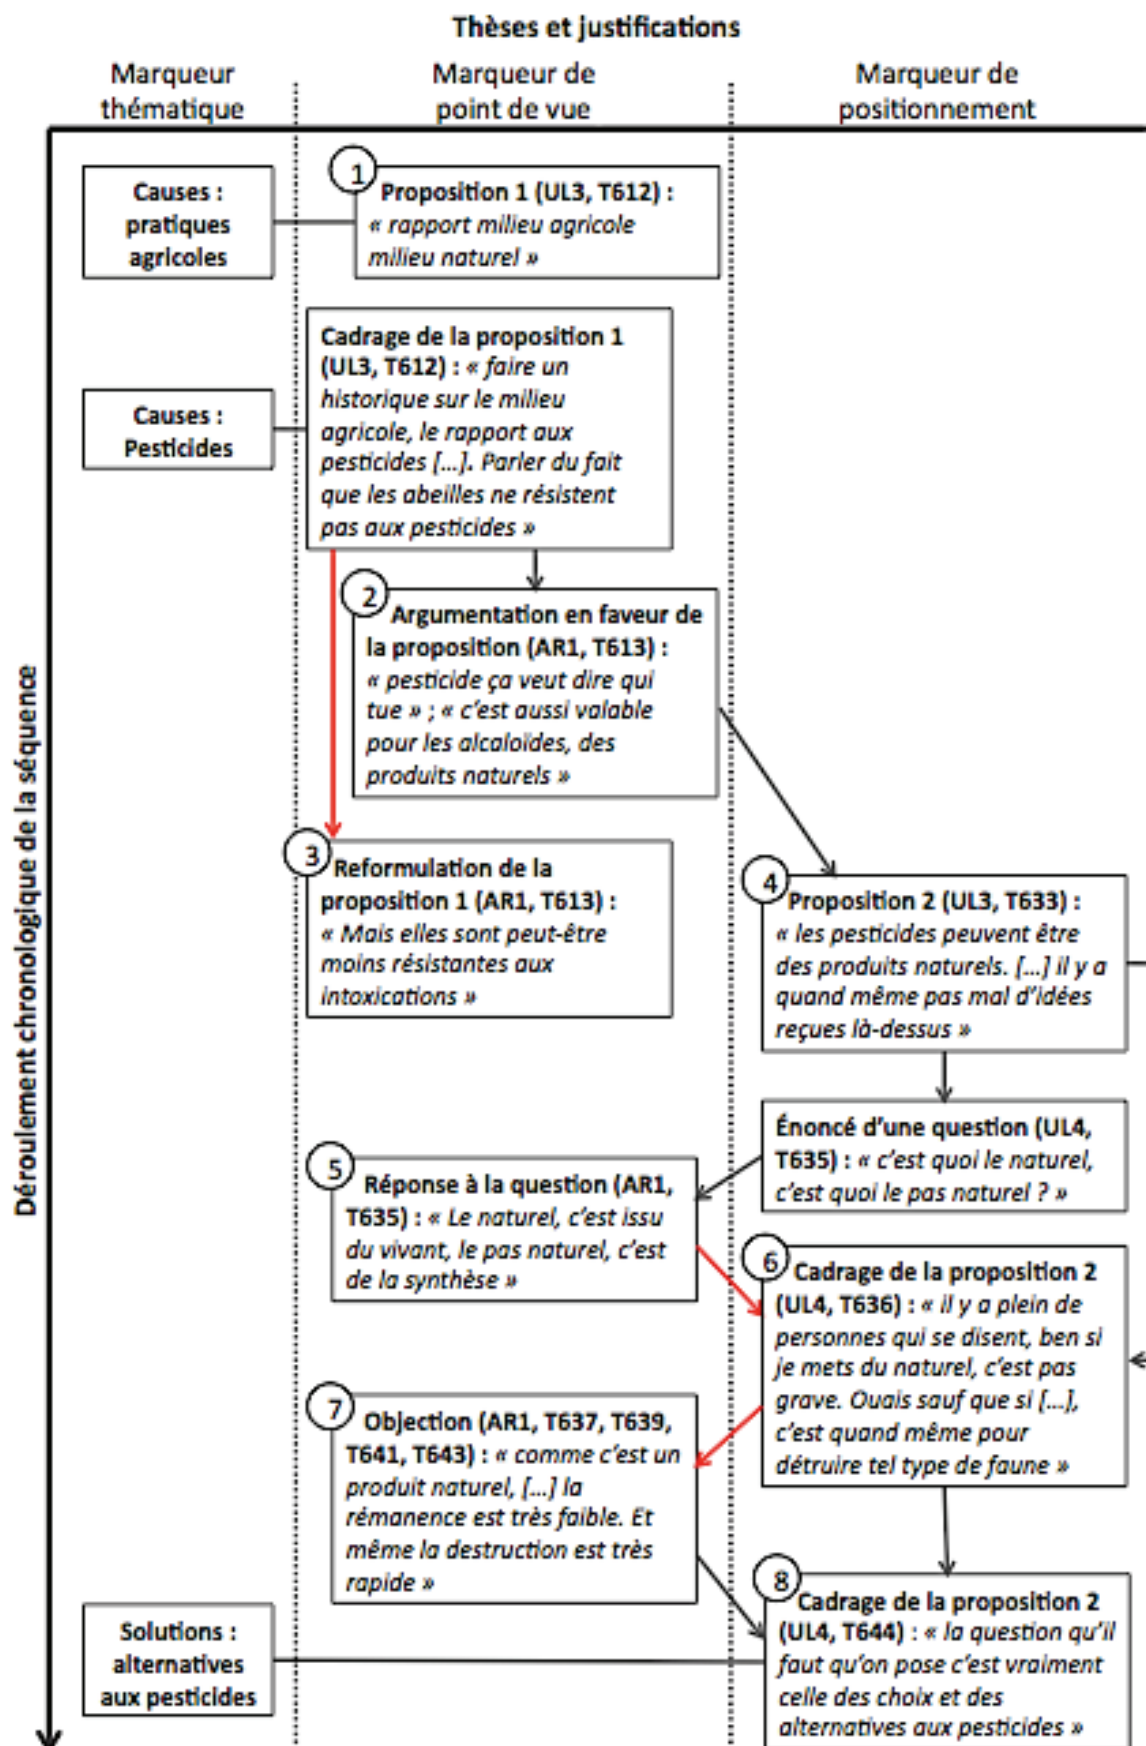 Thèses et justifications
Marqueur
thématique
Marqueur de
point de vue
Marqueur de
positionnement
Déroulement chronologique de la séquence
Causes :
pratiques
agricoles
1
Proposition 1 (UL3, T612) :
« rapport milieu agricole
milieu naturel »
Causes :
Pesticides
Cadrage de la proposition 1
(UL3, T612) : « faire un
historique sur le milieu
agricole, le rapport aux
pesticides [...]. Parler du fait
que les abeilles ne résistent
pas aux pesticides »
2
Argumentation en faveur de
la proposition (AR1, T613) :
« pesticide ça veut dire qui
tue » ; « c'est aussi valable
pour les alcaloïdes, des
produits naturels »
3
Reformulation de la
proposition 1 (AR1, T613) :
« Mais elles sont peut-être
moins résistantes aux
intoxications »
4
Proposition 2 (UL3, T633) :
« les pesticides peuvent être
des produits naturels. [...] il y a
quand même pas mal d'idées
reçues là-dessus »
Énoncé d'une question (UL4,
T635) : « c'est quoi le naturel,
c'est quoi le pas naturel ? »
5
Réponse à la question (AR1,
T635) : « Le naturel, c'est issu
du vivant, le pas naturel, c'est
de la synthèse »
6
Cadrage de la proposition 2
(UL4, T636) : « il y a plein de
personnes qui se disent, ben si
je mets du naturel, c'est pas
grave. Ouais sauf que si [...],
c'est quand même pour
détruire tel type de faune »
7
Objection (AR1, T637, T639,
T641, T643) : « comme c'est un
produit naturel, [...] la
rémanence est très faible. Et
même la destruction est très
rapide »
Solutions :
alternatives
aux pesticides
8
Cadrage de la proposition 2
(UL4, T644) : « la question qu'il
faut qu'on pose c'est vraiment
celle des choix et des
alternatives aux pesticides »